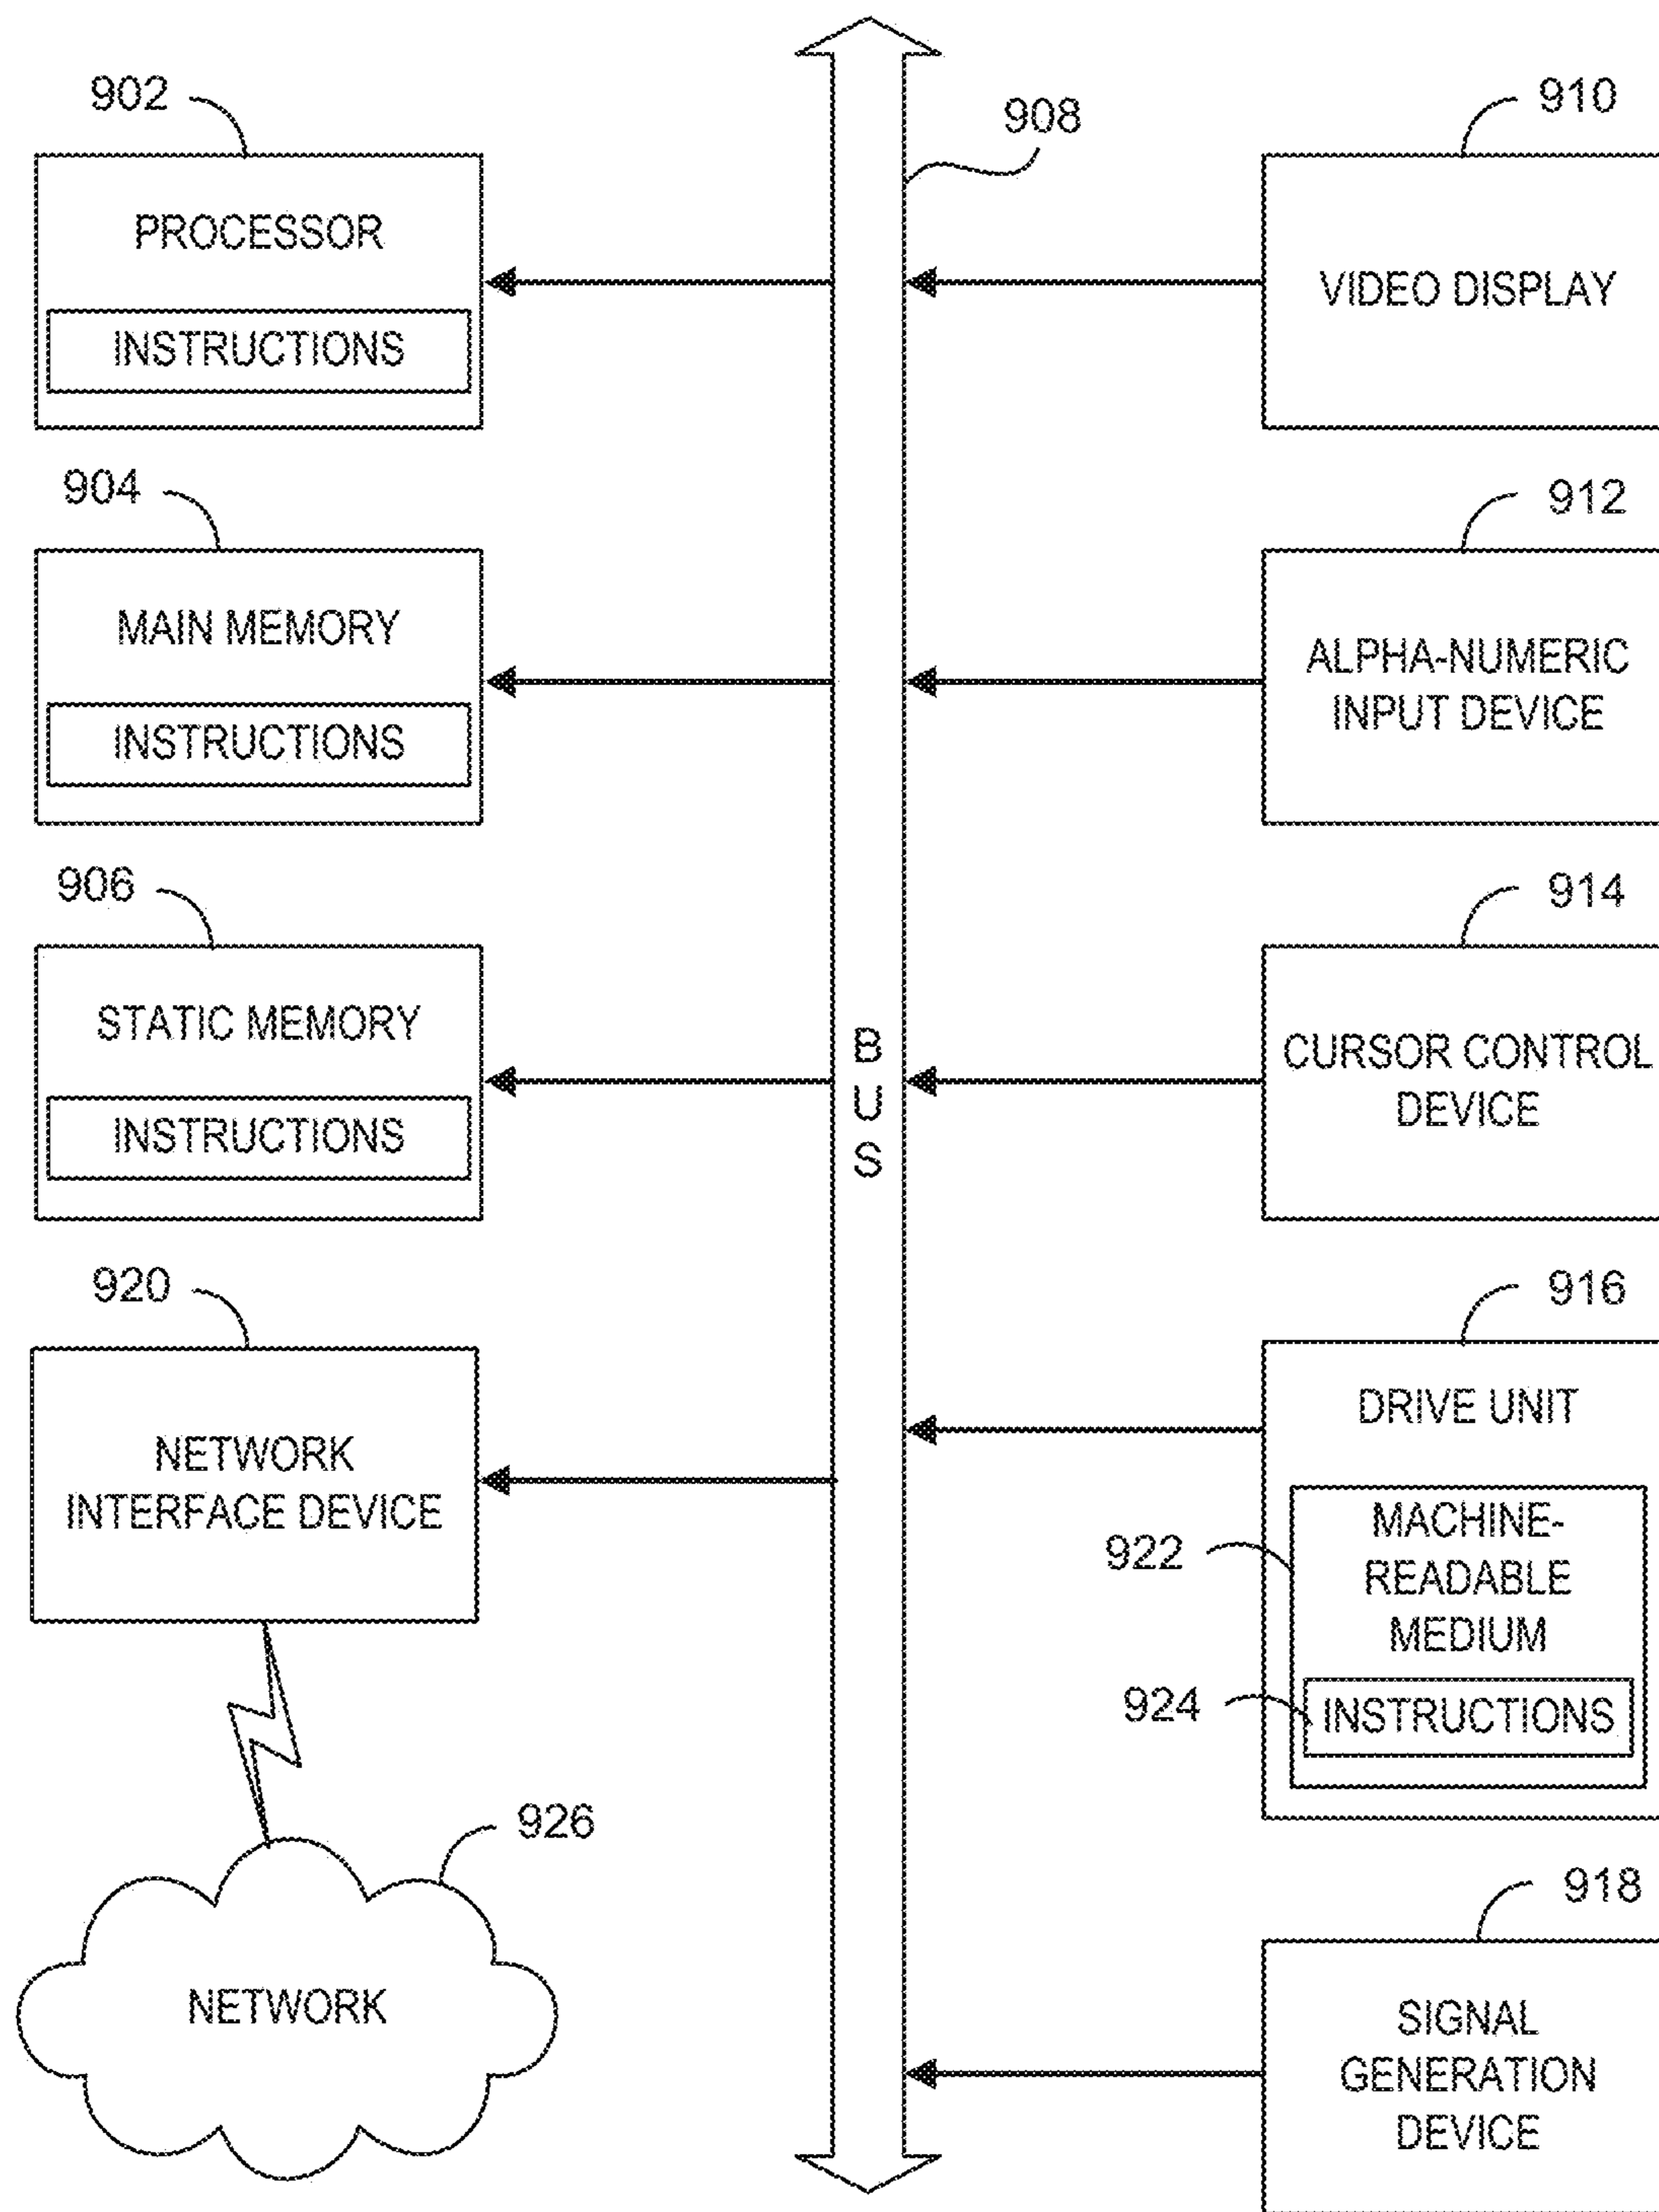 902
PROCESSOR
INSTRUCTIONS
904
MAIN MEMORY
INSTRUCTIONS
906
STATIC MEMORY
INSTRUCTIONS
920
NETWORK
INTERFACE DEVICE
926
NETWORK
908
B
U
S
910
VIDEO DISPLAY
912
ALPHA-NUMERIC
INPUT DEVICE
914
CURSOR CONTROL
DEVICE
916
DRIVE UNIT
922
MACHINE-
READABLE
MEDIUM
924
INSTRUCTIONS
918
SIGNAL
GENERATION
DEVICE